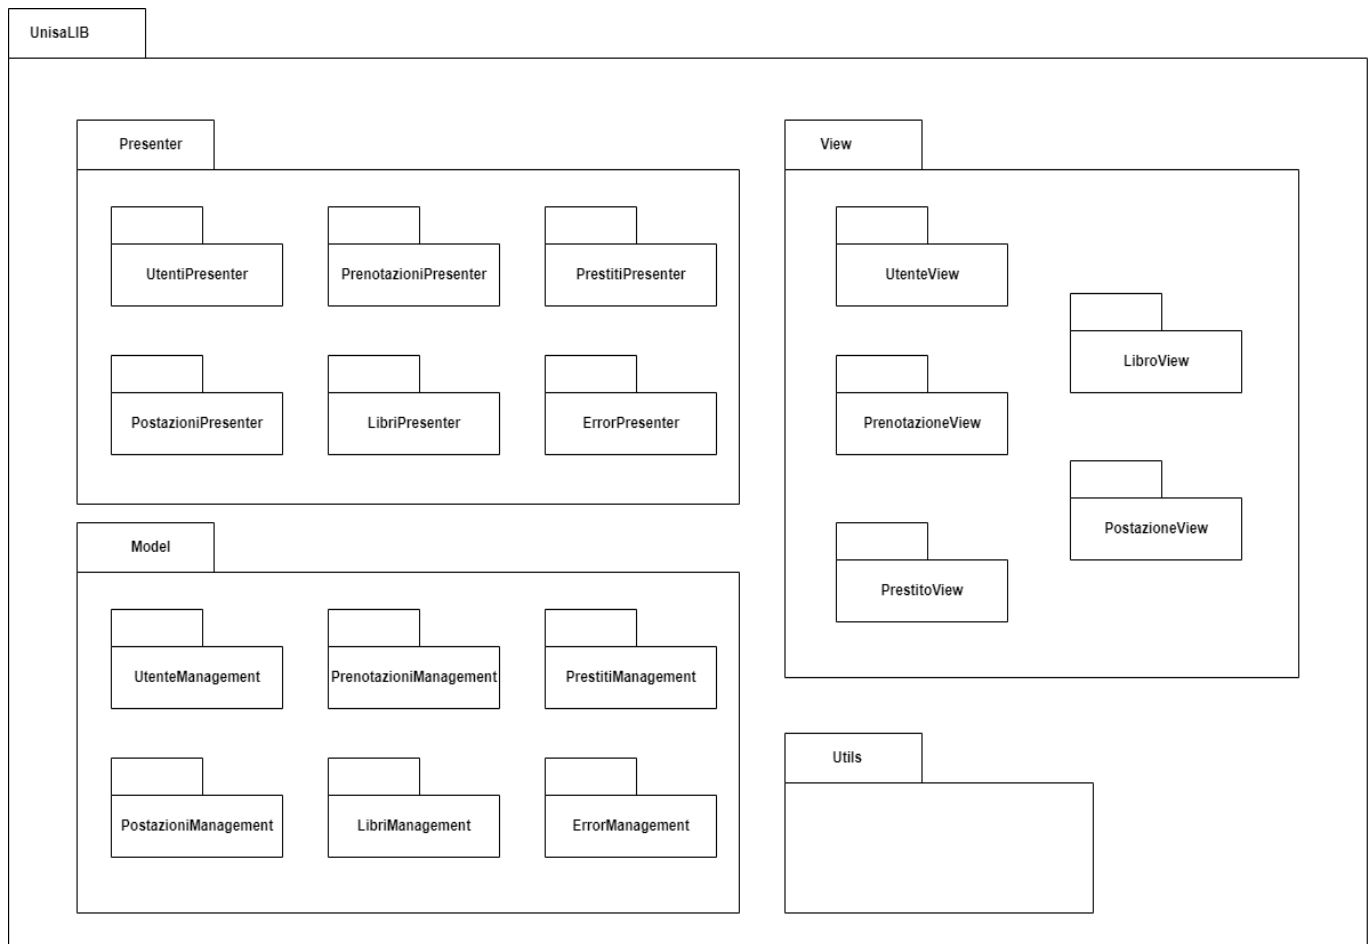 UnisaLIB
Presenter
UtentiPresenter
PrenotazioniPresenter
PrestitiPresenter
PostazioniPresenter
LibriPresenter
ErrorPresenter
Model
UtenteManagement
PrenotazioniManagement
PrestitiManagement
PostazioniManagement
LibriManagement
ErrorManagement
View
UtenteView
LibroView
PrenotazioneView
PostazioneView
PrestitoView
Utils